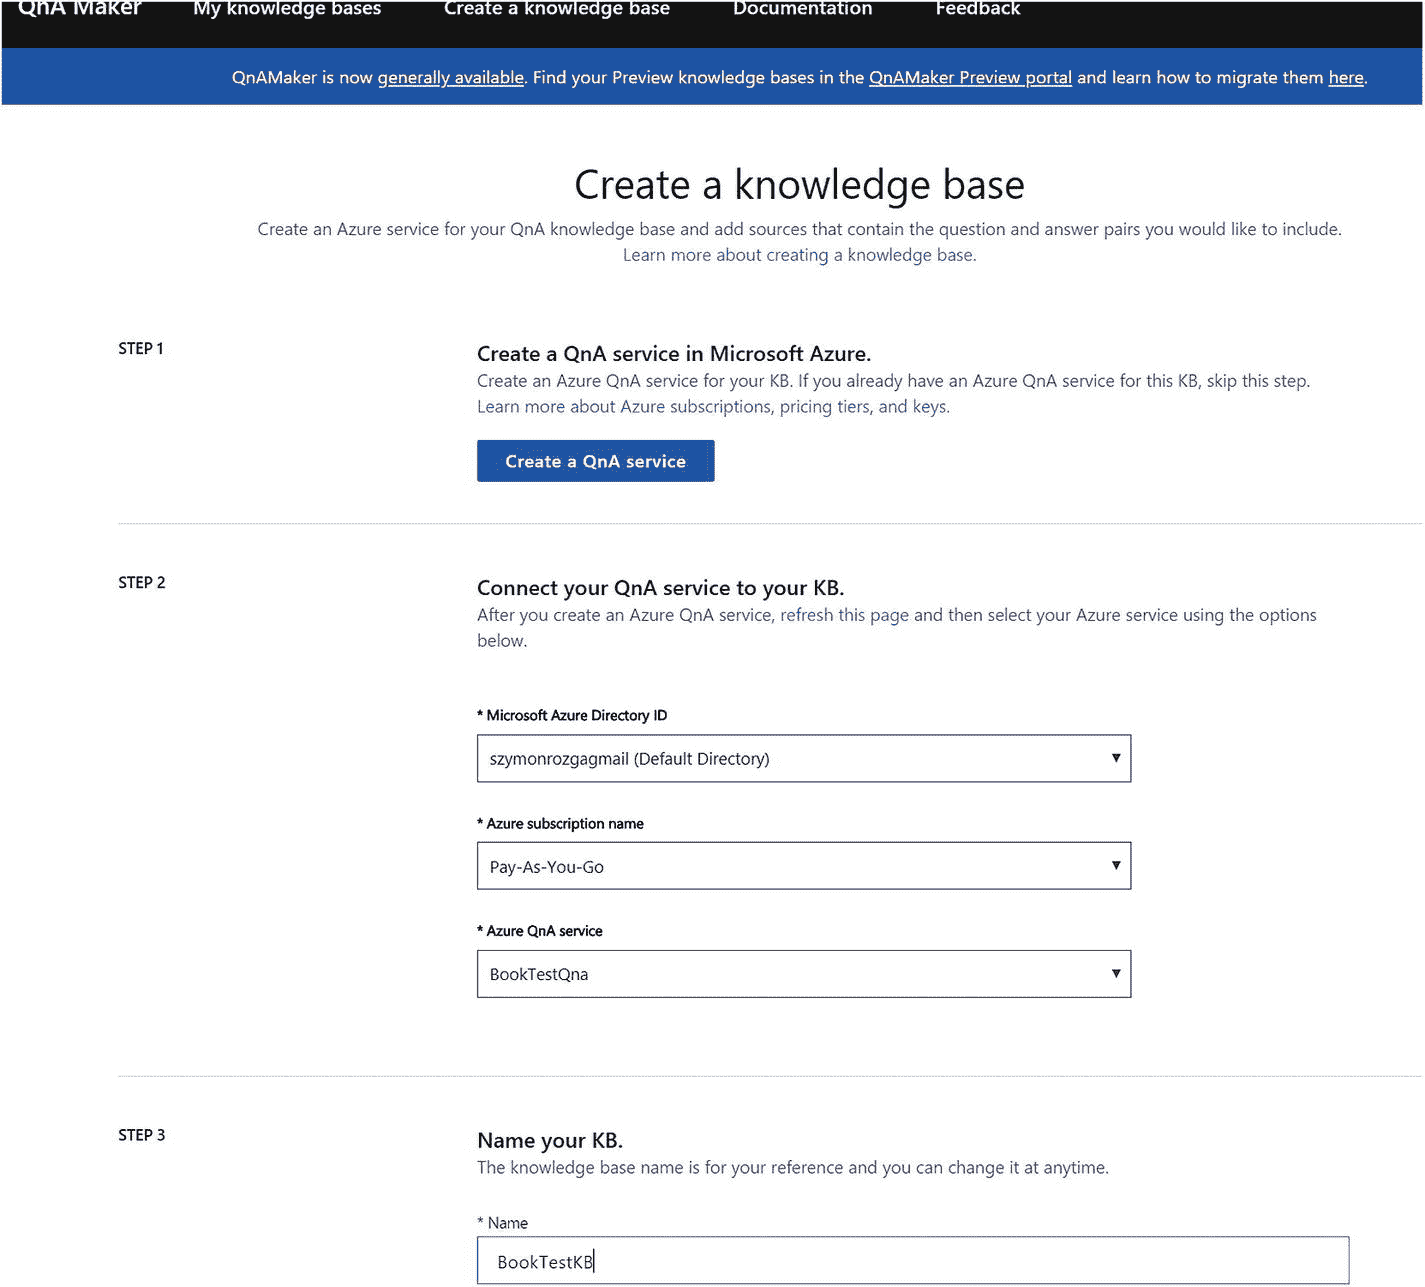 QnA Maker My knowledge bases Create a knowledge base Documentation Feedback
QnAMaker is now generally available. Find your Preview knowledge bases in the QnAMaker Preview portal and learn how to migrate them here.
Create a knowledge base
Create an Azure service for your QnA knowledge base and add sources that contain the question and answer pairs you would like to include.
Learn more about creating a knowledge base.
STEP 1
Create a QnA service in Microsoft Azure.
Create an Azure QnA service for your KB. If you already have an Azure QnA service for this KB, skip this step.
Learn more about Azure subscriptions, pricing tiers, and keys.
Create a QnA service
STEP 2
Connect your QnA service to your KB.
After you create an Azure QnA service, refresh this page and then select your Azure service using the options
below.
* Microsoft Azure Directory ID
szymonrozgagmail (Default Directory)
* Azure subscription name
Pay-As-You-Go
* Azure QnA service
BookTestQna
STEP 3
Name your KB.
The knowledge base name is for your reference and you can change it at anytime.
* Name
BookTestKB